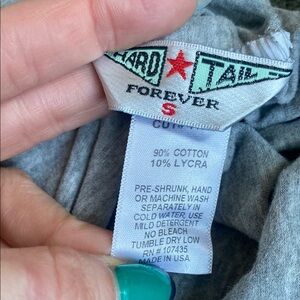 HARD TAIL
FOREVER
S
90% COTTON
10% LYCRA
PRE-SHRUNK, HAND
OR MACHINE WASH
SEPARATELY IN
COLD WATER, USE
MILD DETERGENT
NO BLEACH
TUMBLE DRY LOW
RN # 107435
MADE IN USA